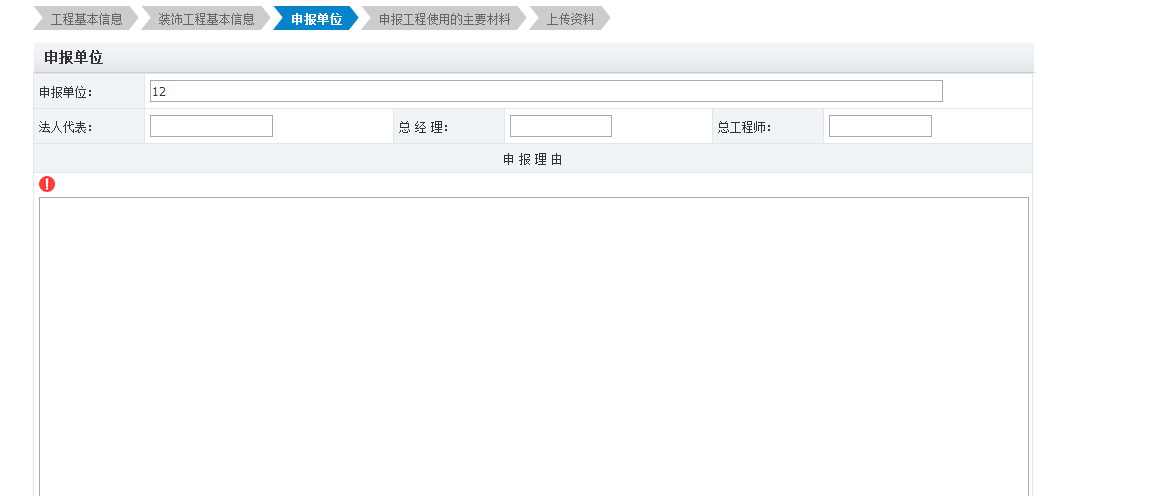 工程基本信息 装饰工程基本信息 申报单位 申报工程使用的主要材料 上传资料
申报单位
申报单位: 12
法人代表: 总 经 理: 总工程师:
申 报 理 由
!